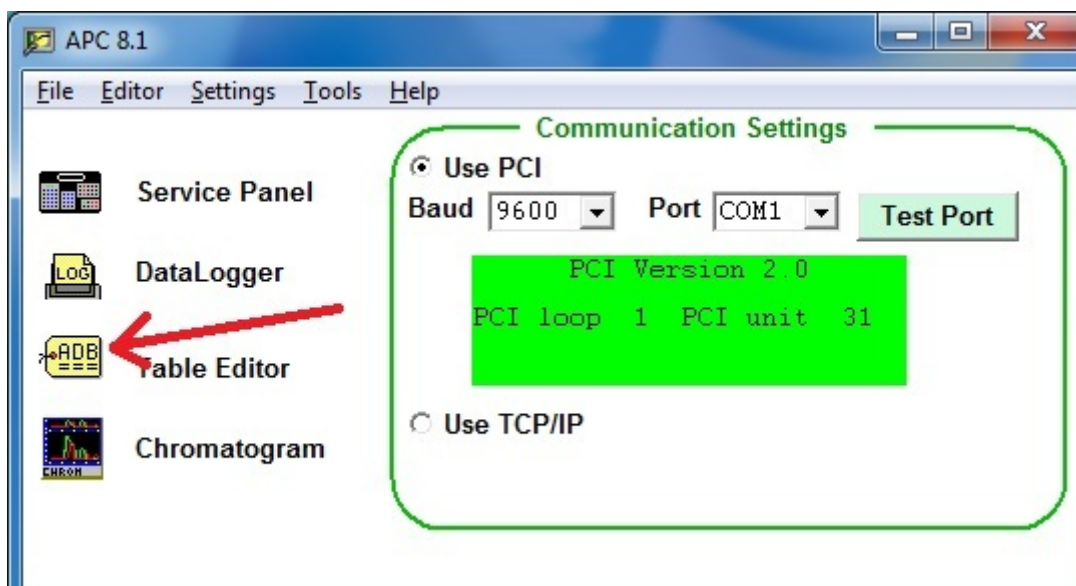 APC 8.1
File Editor Settings Tools Help
Communication Settings
Use PCI
Baud 9600 Port COM1 Test Port
PCI Version 2.0
PCI loop 1 PCI unit 31
Use TCP/IP
Service Panel
LOG
DataLogger
ADB
Table Editor
CHROM
Chromatogram